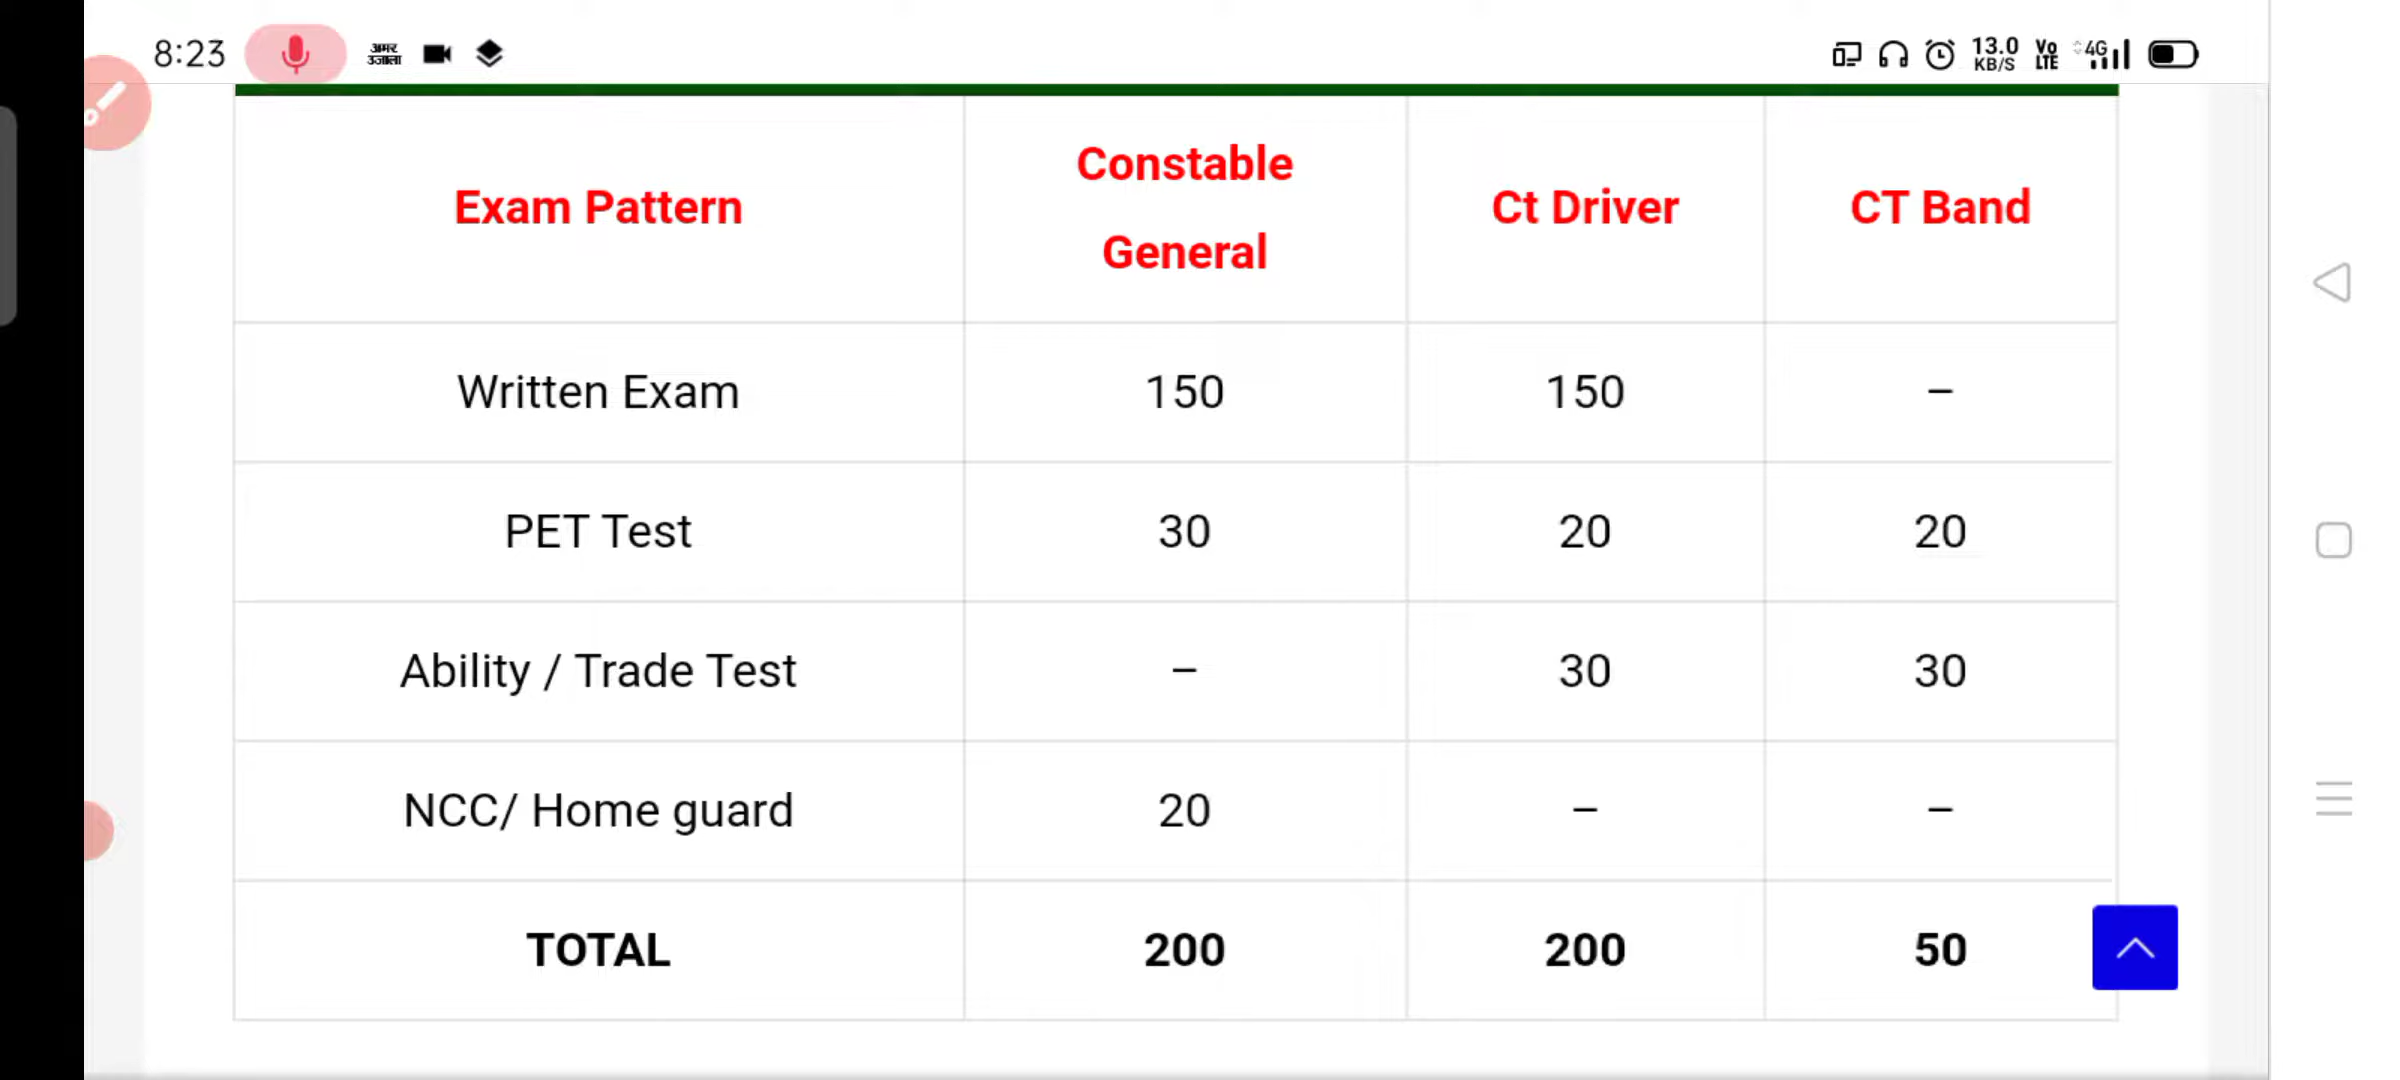 8:23 अमर उजाला 13.0 KB/S Vo LTE 4G
Exam Pattern Constable General Ct Driver CT Band
Written Exam 150 150 –
PET Test 30 20 20
Ability / Trade Test – 30 30
NCC/ Home guard 20 – –
TOTAL 200 200 50